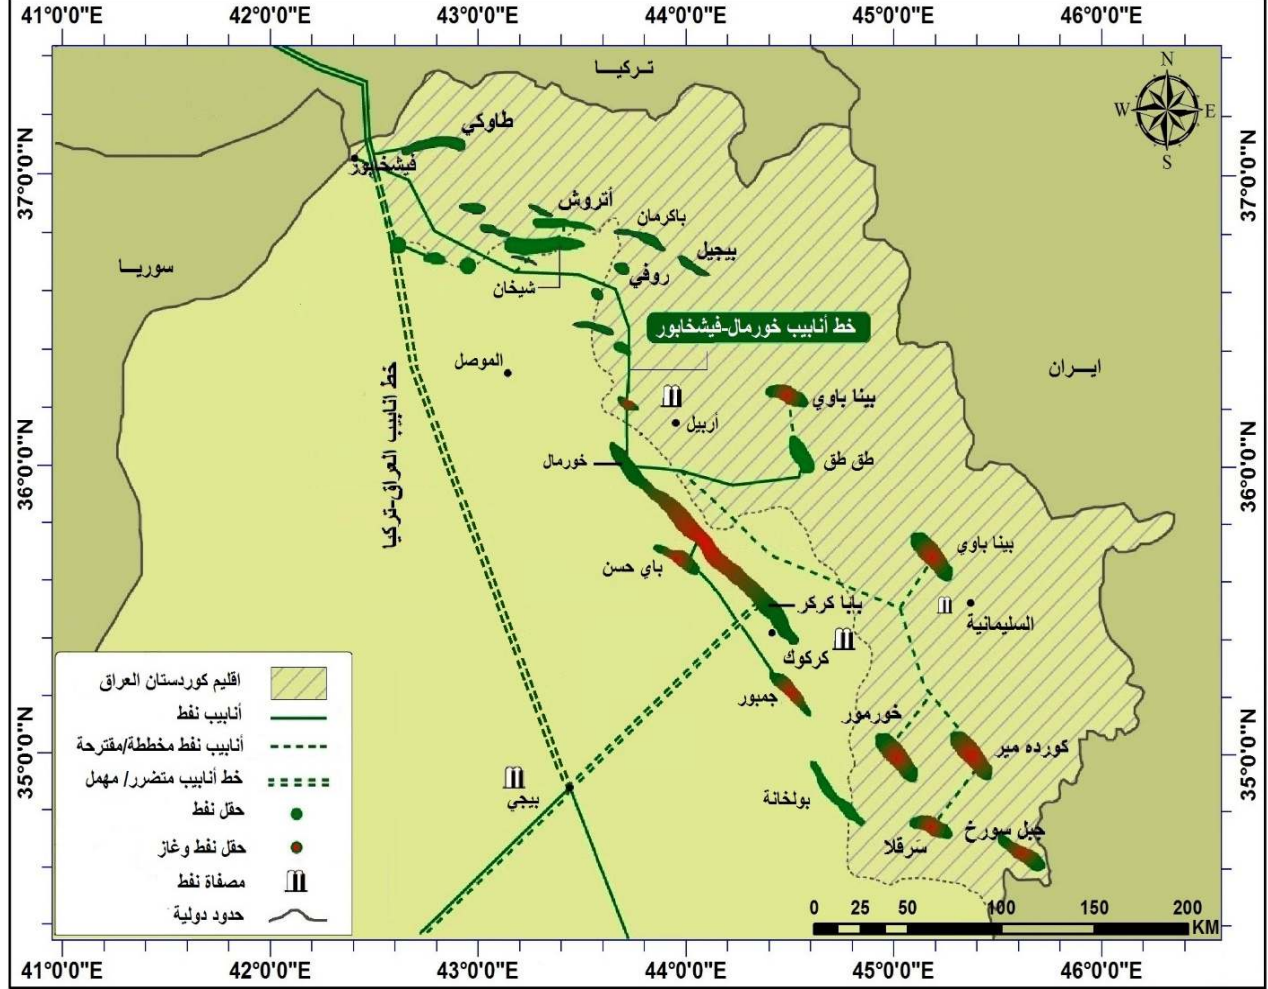 41°0'0"E
42°0'0"E
43°0'0"E
44°0'0"E
45°0'0"E
46°0'0"E
تركيـــا
N
W
E
S
37°0'0"N
37°0'0"N
طاوكي
فيشخابور
أتروش
باكرمان
بيجيل
روفي
شيخان
سوريـــا
خط أنابيب خورمال-فيشخابور
الموصل
ايـــران
خط انابيب العراق-تركيا
بينا باوي
أربيل
طق طق
خورمال
36°0'0"N
36°0'0"N
بينا باوي
باي حسن
بابا كركر
السليمانية
كركوك
جمبور
خورمور
كورده مير
35°0'0"N
35°0'0"N
بيجي
بولخانة
جبل سورخ
سرقلا
اقليم كوردستان العراق
أنابيب نفط
أنابيب نفط مخططة/مقترحة
خط أنابيب متضرر/ مهمل
حقل نفط
حقل نفط وغاز
مصفاة نفط
حدود دولية
0 25 50 100 150 200
KM
41°0'0"E
42°0'0"E
43°0'0"E
44°0'0"E
45°0'0"E
46°0'0"E